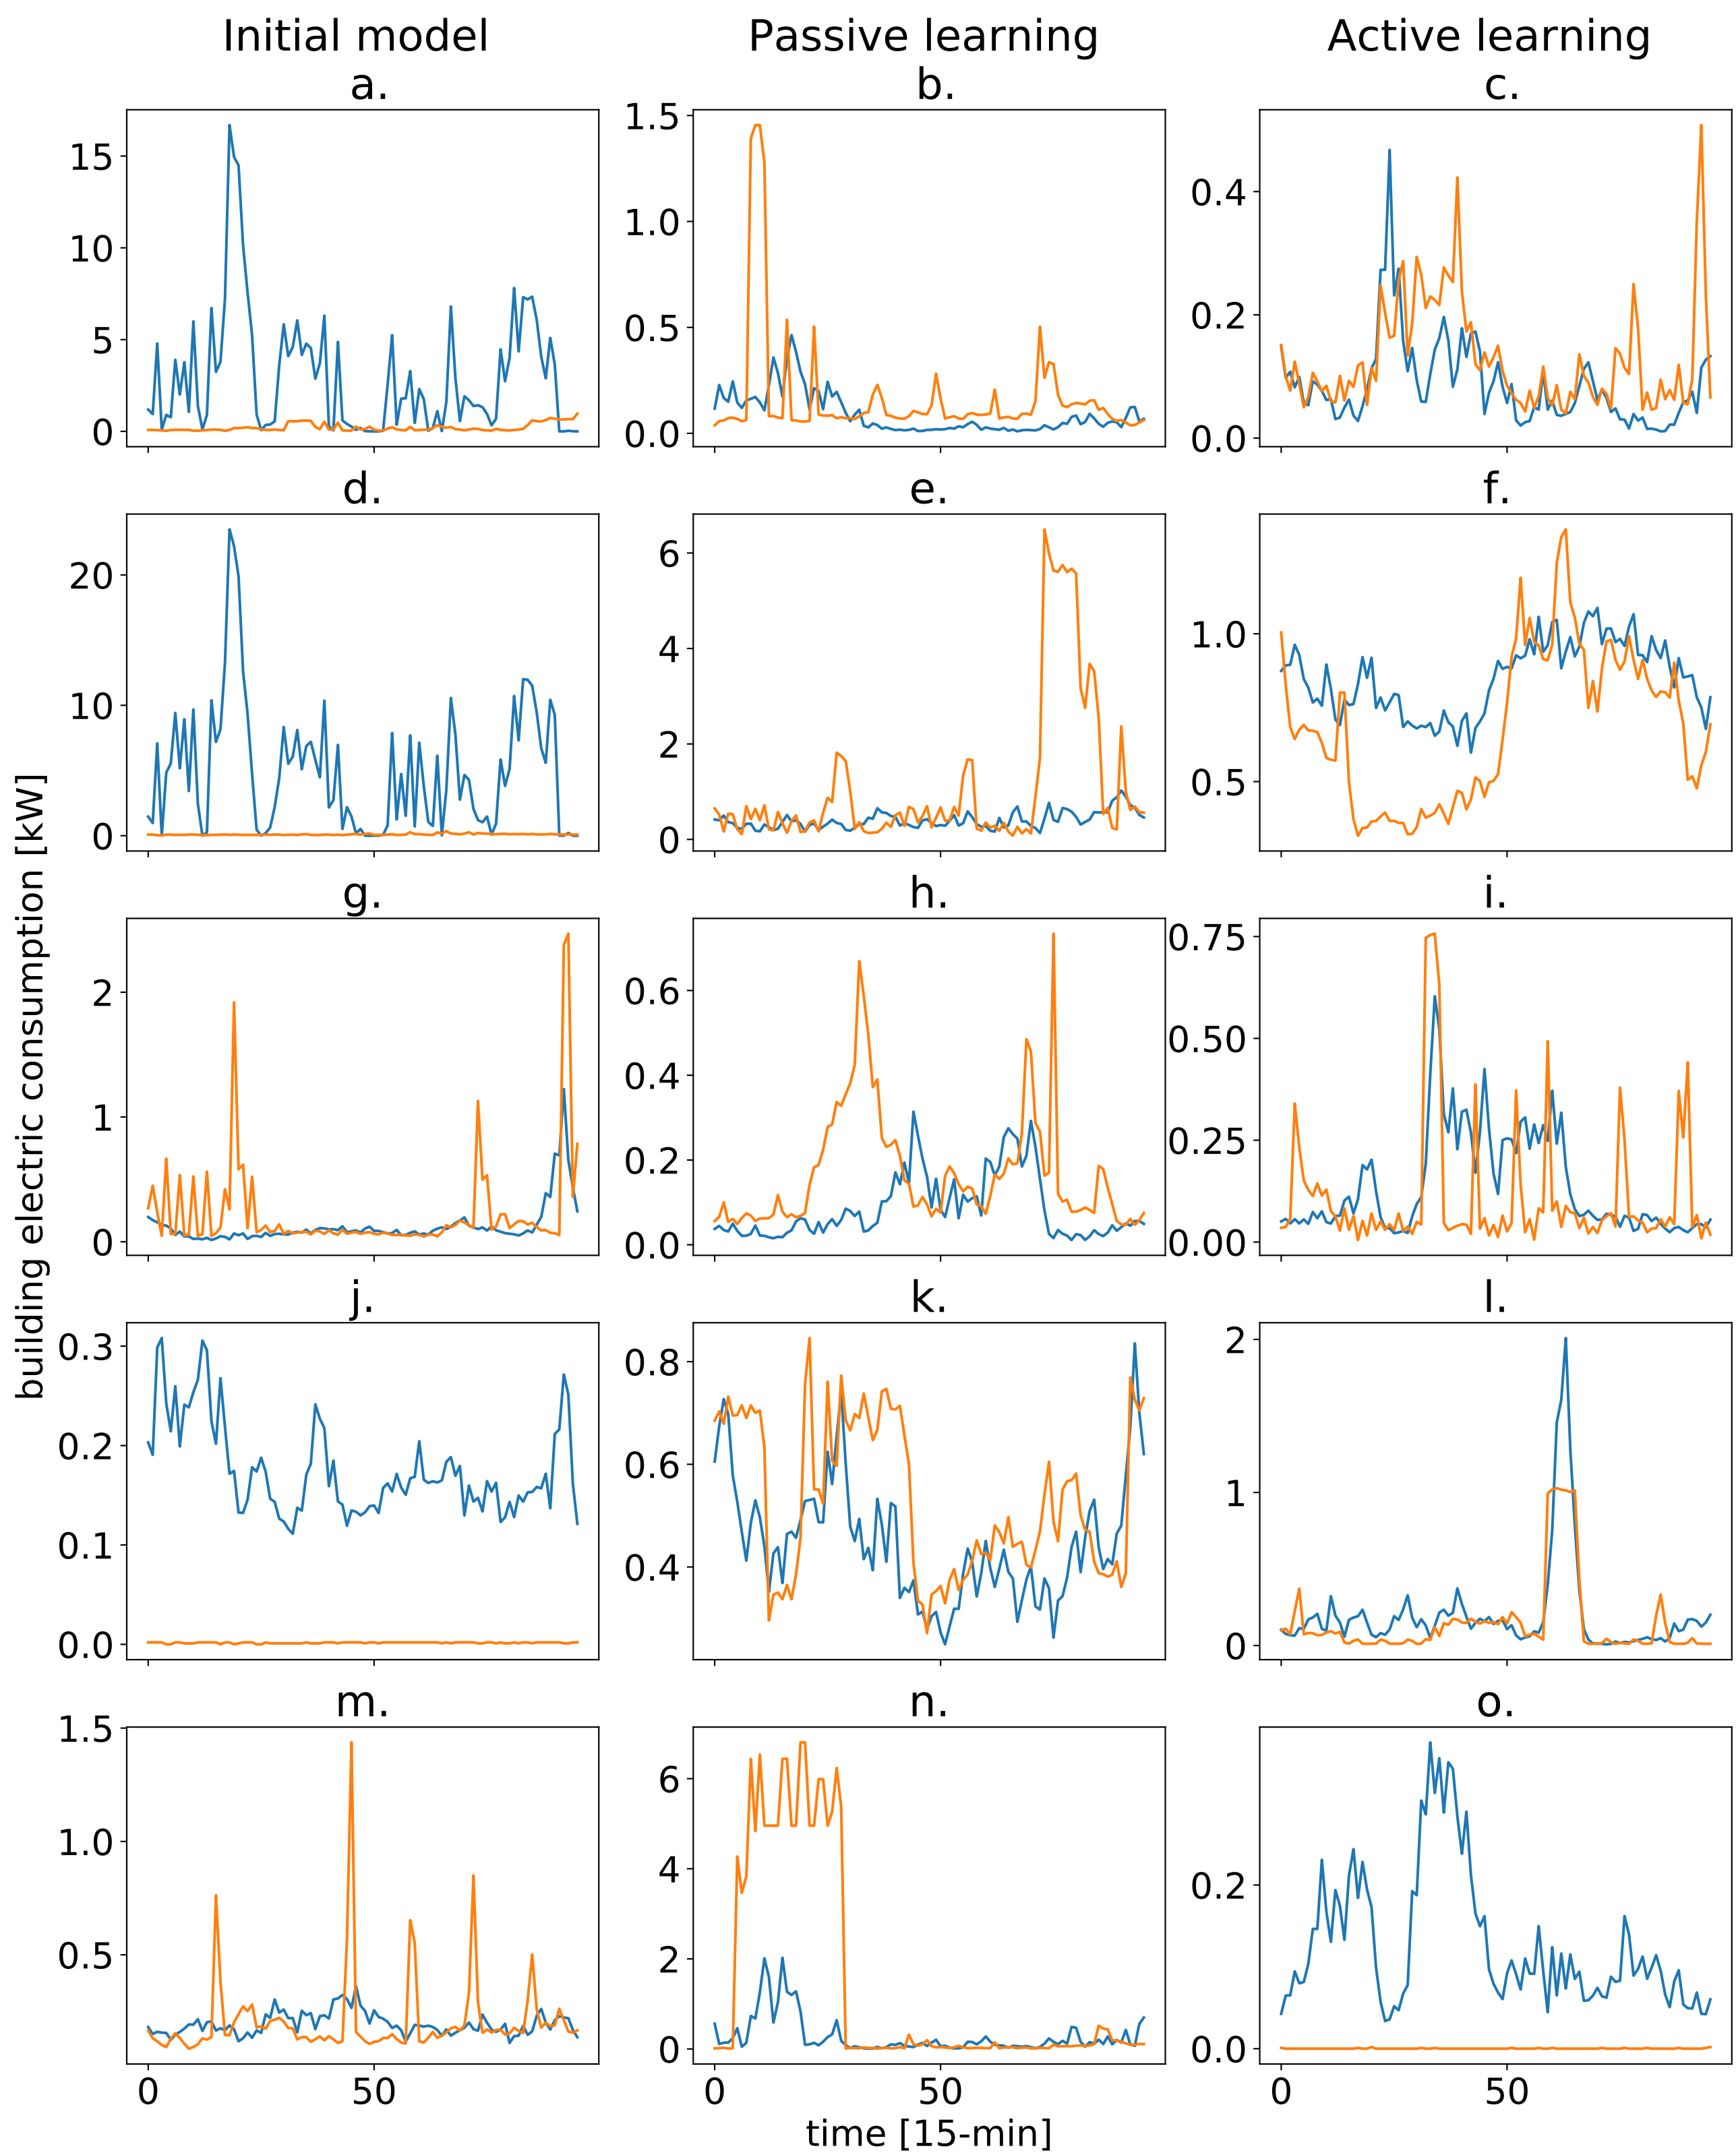 Initial model
Passive learning
Active learning
a.
b.
c.
15
10
5
0
1.5
1.0
0.5
0.0
0.4
0.2
0.0
d.
e.
f.
20
10
0
6
4
2
0
1.0
0.5
g.
h.
i.
2
1
0
0.6
0.4
0.2
0.0
0.75
0.50
0.25
0.00
building electric consumption [kW]
j.
k.
l.
0.3
0.2
0.1
0.0
0.8
0.6
0.4
2
1
0
m.
n.
o.
1.5
1.0
0.5
6
4
2
0
0.2
0.0
0 50
0 50
0 50
time [15-min]